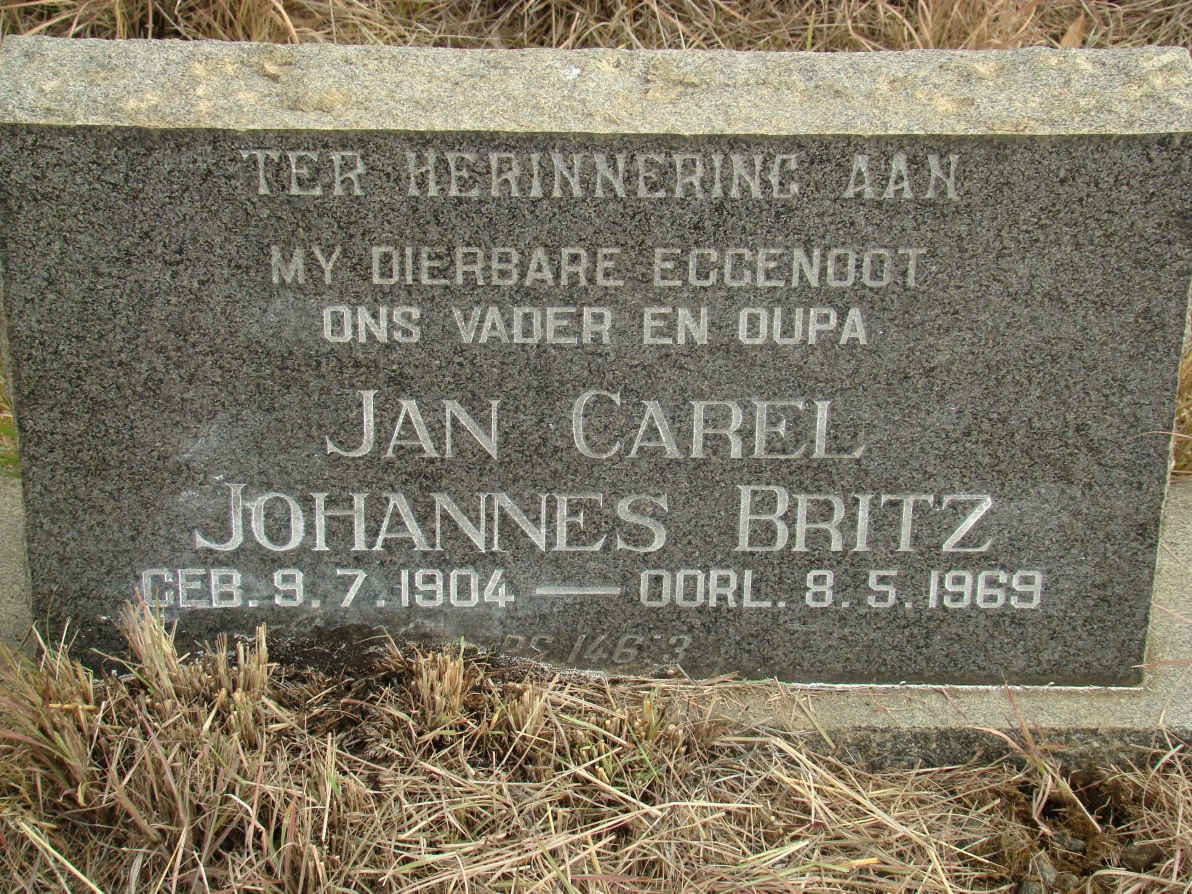 TER HERINNERING AAN
MY DIERBARE EGGENOOT
ONS VADER EN OUPA
JAN CAREL
JOHANNES BRITZ
GEB. 9.7.1904 — OORL. 8.5.1969